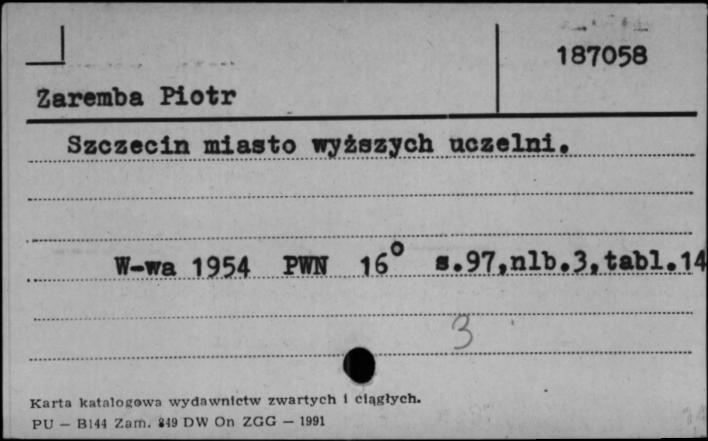 187058
Zaremba Piotr
Szczecin miasto wyższych uczelni.
W-wa 1954 PWN 16° s.97,nlb.3,tabl.14
3
Karta katalogowa wydawnictw zwartych i ciągłych.
PU — B144 Zam. 849 DW On ZGG — 1991